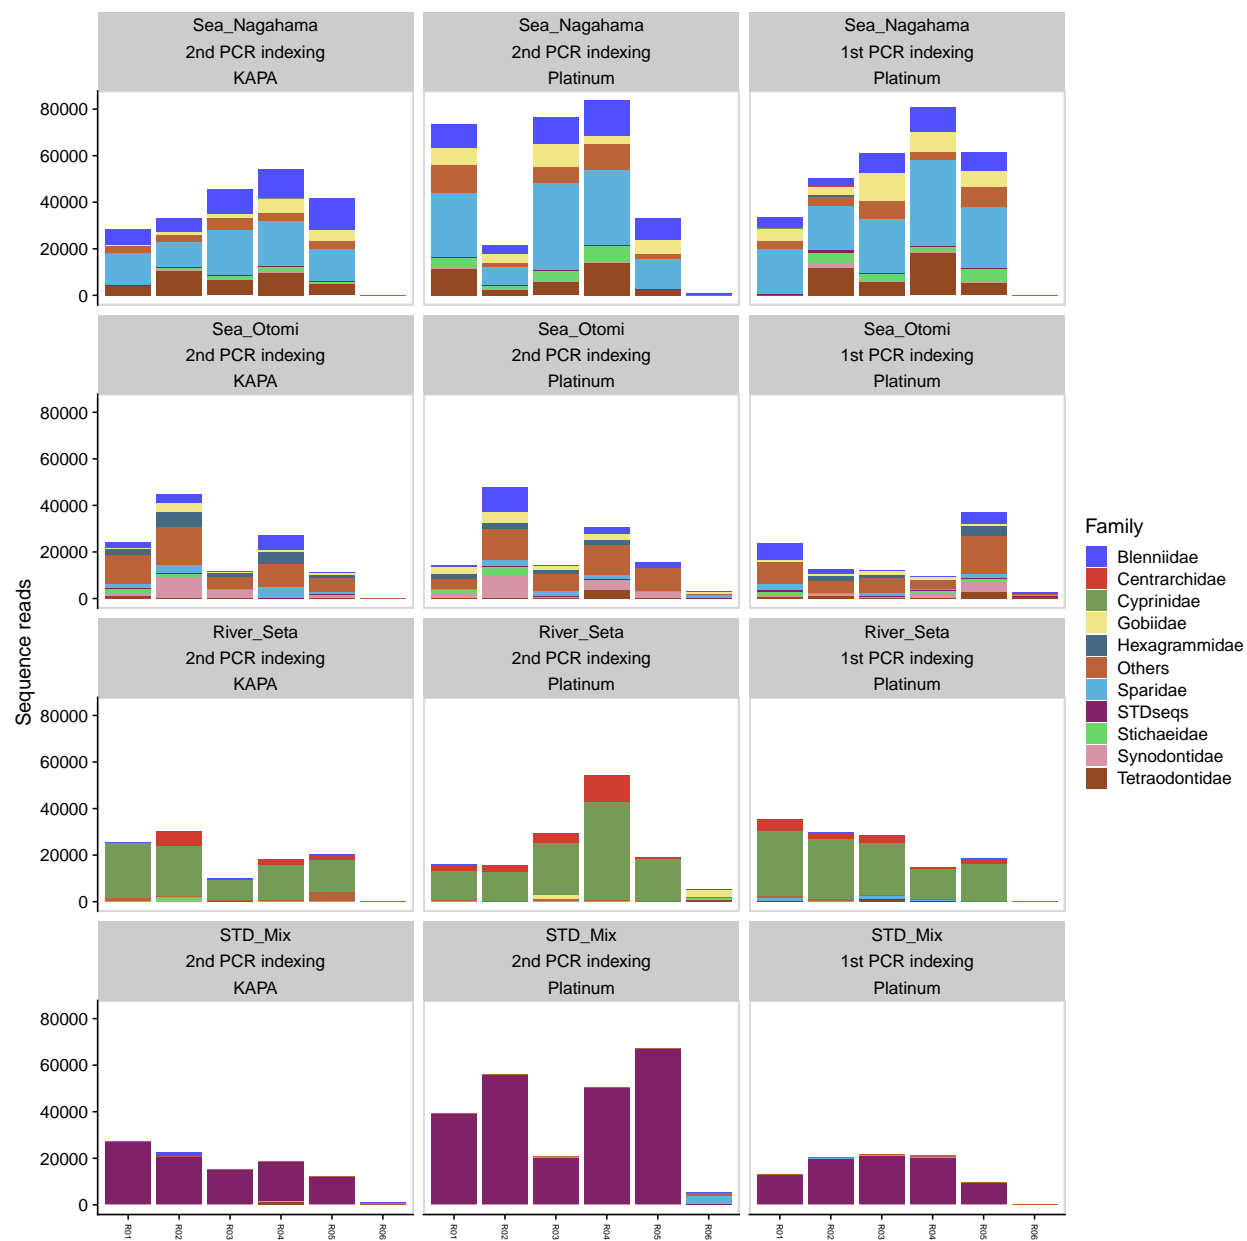 Sea_Nagahama
2nd PCR indexing
KAPA
Sea_Nagahama
2nd PCR indexing
Platinum
Sea_Nagahama
1st PCR indexing
Platinum
80000
60000
40000
20000
0
Sea_Otomi
2nd PCR indexing
KAPA
Sea_Otomi
2nd PCR indexing
Platinum
Sea_Otomi
1st PCR indexing
Platinum
80000
60000
40000
20000
0
River_Seta
2nd PCR indexing
KAPA
River_Seta
2nd PCR indexing
Platinum
River_Seta
1st PCR indexing
Platinum
80000
60000
40000
20000
0
STD_Mix
2nd PCR indexing
KAPA
STD_Mix
2nd PCR indexing
Platinum
STD_Mix
1st PCR indexing
Platinum
80000
60000
40000
20000
0
Sequence reads
R01 R02 R03 R04 R05 R06
R01 R02 R03 R04 R05 R06
R01 R02 R03 R04 R05 R06
Family
Blenniidae
Centrarchidae
Cyprinidae
Gobiidae
Hexagrammidae
Others
Sparidae
STDseqs
Stichaeidae
Synodontidae
Tetraodontidae